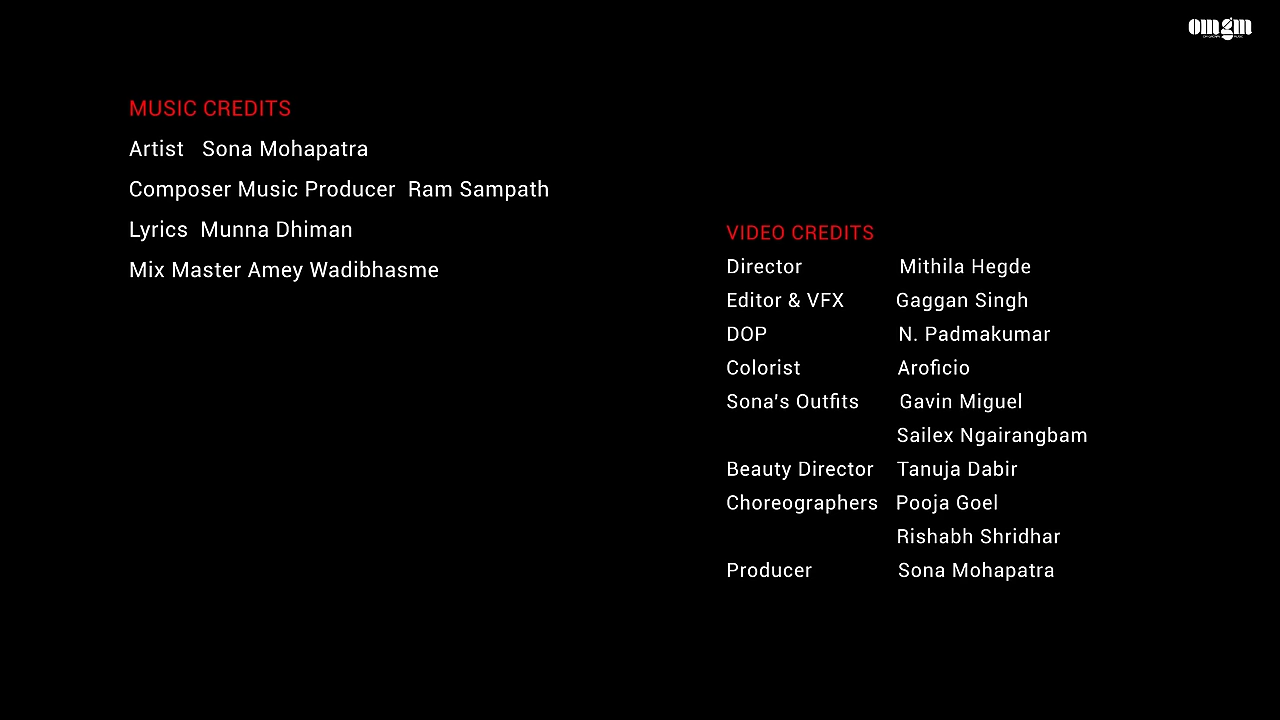 omgm
MUSIC CREDITS
Artist Sona Mohapatra
Composer Music Producer Ram Sampath
Lyrics Munna Dhiman
Mix Master Amey Wadibhasme
VIDEO CREDITS
Director Mithila Hegde
Editor & VFX Gaggan Singh
DOP N. Padmakumar
Colorist Aroficio
Sona's Outfits Gavin Miguel
Sailex Ngairangbam
Beauty Director Tanuja Dabir
Choreographers Pooja Goel
Rishabh Shridhar
Producer Sona Mohapatra